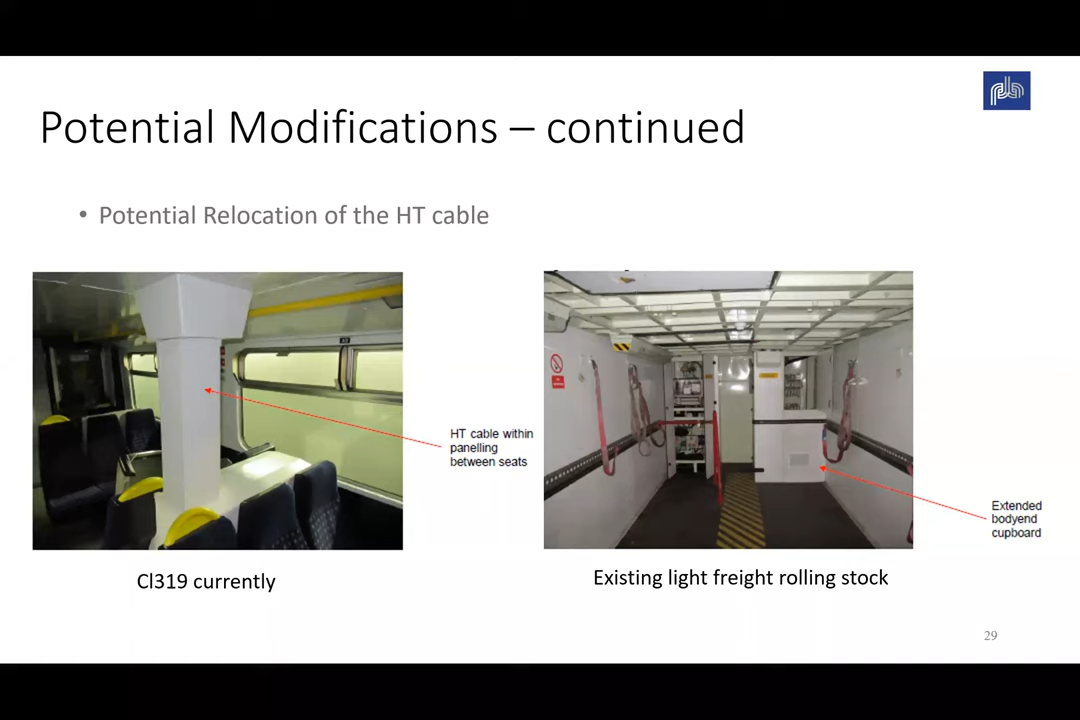 Potential Modifications – continued
• Potential Relocation of the HT cable
HT cable within
panelling
between seats
Extended
bodyend
cupboard
Cl319 currently
Existing light freight rolling stock
29